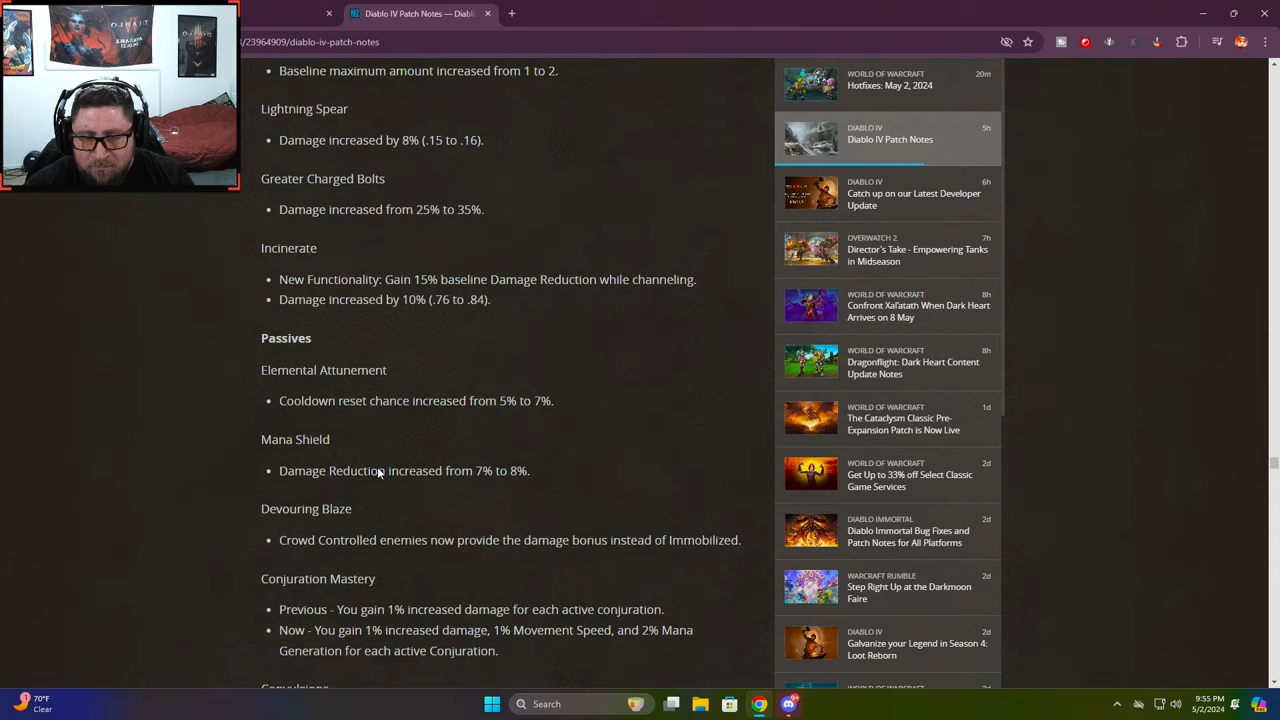 Diablo IV Patch Notes — Diablo
4/23964909/diablo-iv-patch-notes
Baseline maximum amount increased from 1 to 2.
Lightning Spear
Damage increased by 8% (.15 to .16).
Greater Charged Bolts
Damage increased from 25% to 35%.
Incinerate
New Functionality: Gain 15% baseline Damage Reduction while channeling.
Damage increased by 10% (.76 to .84).
Passives
Elemental Attunement
Cooldown reset chance increased from 5% to 7%.
Mana Shield
Damage Reduction increased from 7% to 8%.
Devouring Blaze
Crowd Controlled enemies now provide the damage bonus instead of Immobilized.
Conjuration Mastery
Previous - You gain 1% increased damage for each active conjuration.
Now - You gain 1% increased damage, 1% Movement Speed, and 2% Mana
Generation for each active Conjuration.
Convulsions
WORLD OF WARCRAFT 20m
Hotfixes: May 2, 2024
DIABLO IV 5h
Diablo IV Patch Notes
DIABLO IV 6h
Catch up on our Latest Developer
Update
OVERWATCH 2 7h
Director's Take - Empowering Tanks
in Midseason
WORLD OF WARCRAFT 8h
Confront Xal'atath When Dark Heart
Arrives on 8 May
WORLD OF WARCRAFT 8h
Dragonflight: Dark Heart Content
Update Notes
WORLD OF WARCRAFT 1d
The Cataclysm Classic Pre-
Expansion Patch is Now Live
WORLD OF WARCRAFT 2d
Get Up to 33% off Select Classic
Game Services
DIABLO IMMORTAL 2d
Diablo Immortal Bug Fixes and
Patch Notes for All Platforms
WARCRAFT RUMBLE 2d
Step Right Up at the Darkmoon
Faire
DIABLO IV 2d
Galvanize your Legend in Season 4:
Loot Reborn
70°F
Clear
Search
9:55 PM
5/2/2024